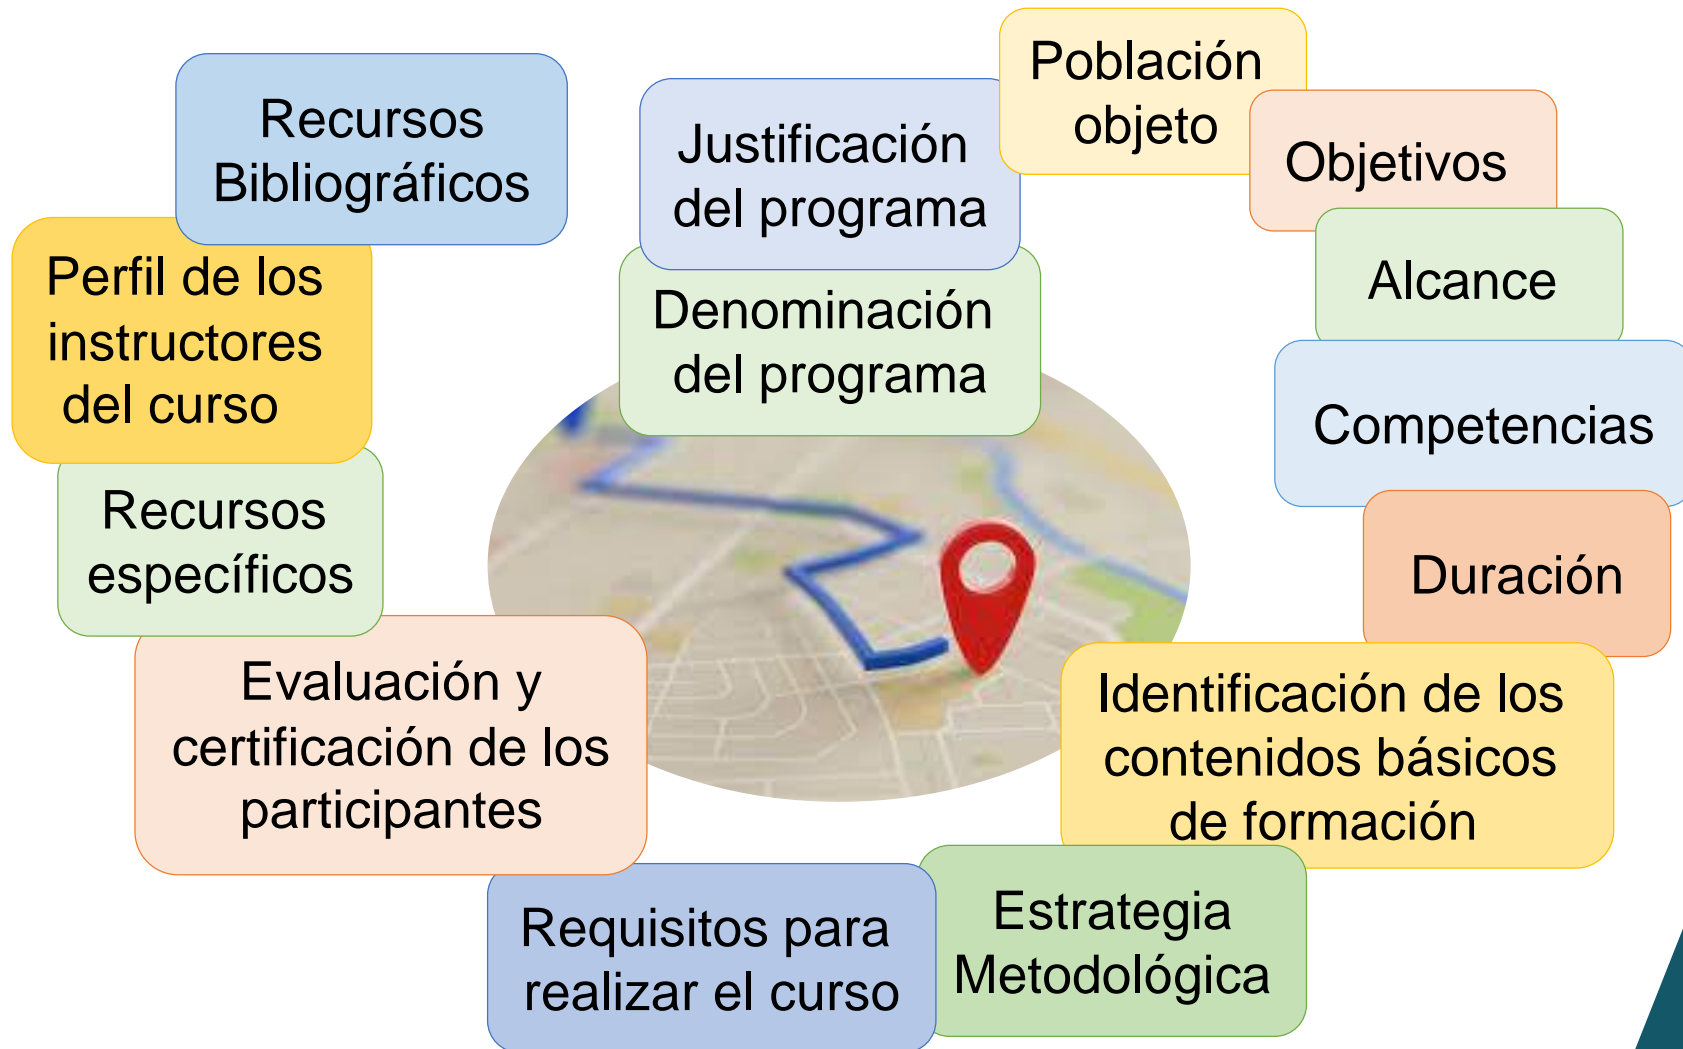 Denominación
del programa
Justificación
del programa
Población
objeto
Objetivos
Alcance
Competencias
Duración
Identificación de los
contenidos básicos
de formación
Estrategia
Metodológica
Requisitos para
realizar el curso
Evaluación y
certificación de los
participantes
Recursos
específicos
Perfil de los
instructores
del curso
Recursos
Bibliográficos